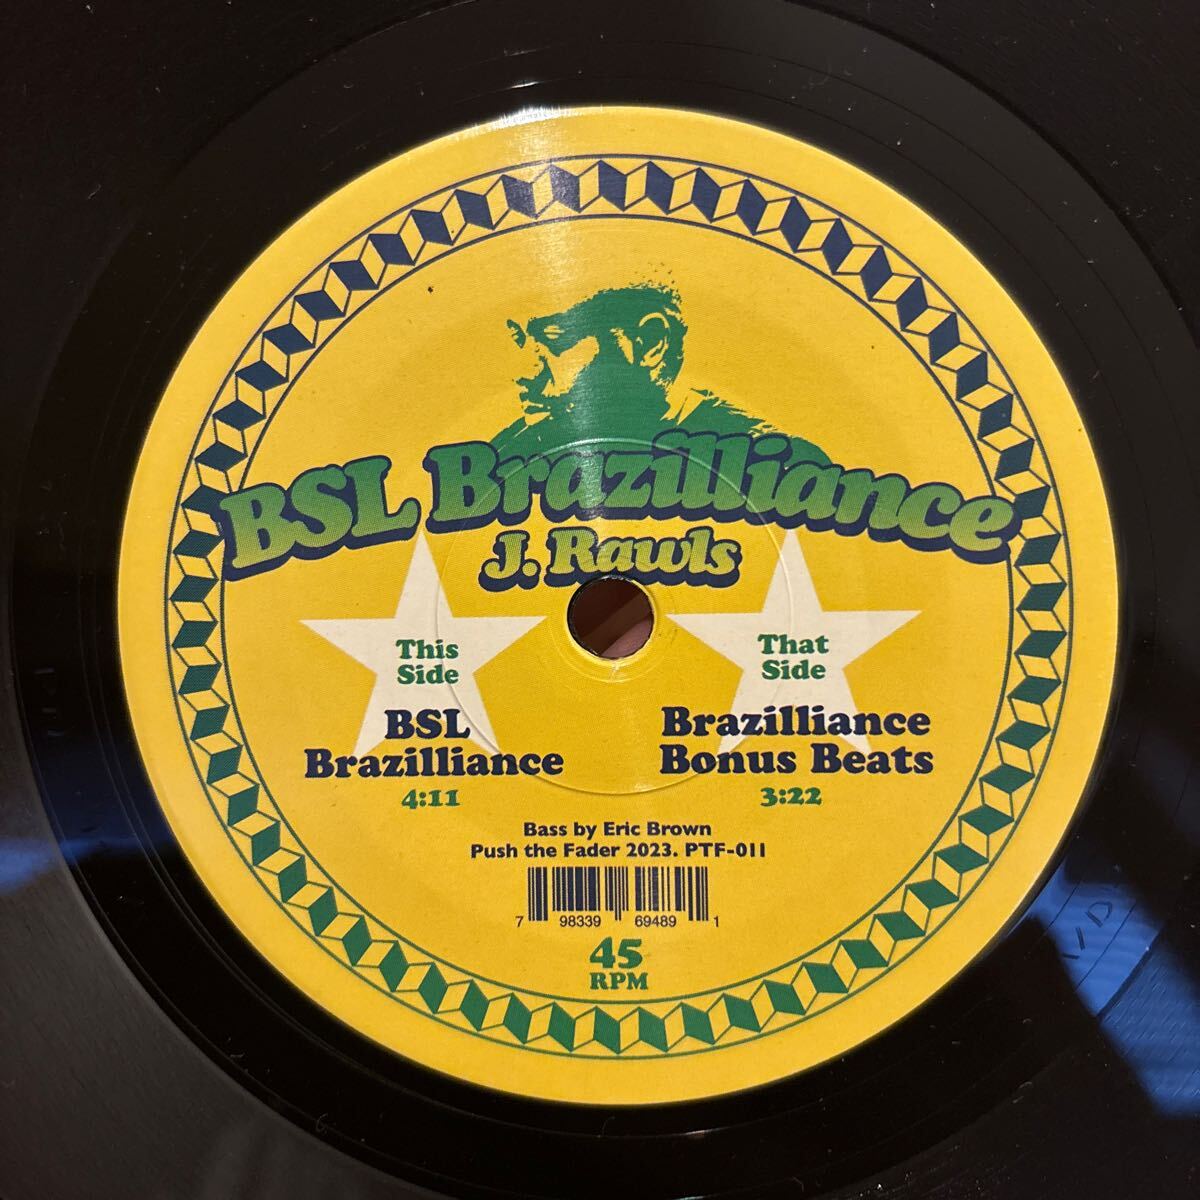 BSL Brazilliance
J. Rawls
This
Side
BSL
Brazilliance
4:11
That
Side
Brazilliance
Bonus Beats
3:22
Bass by Eric Brown
Push the Fader 2023. PTF-011
7 98339 69489 1
45
RPM